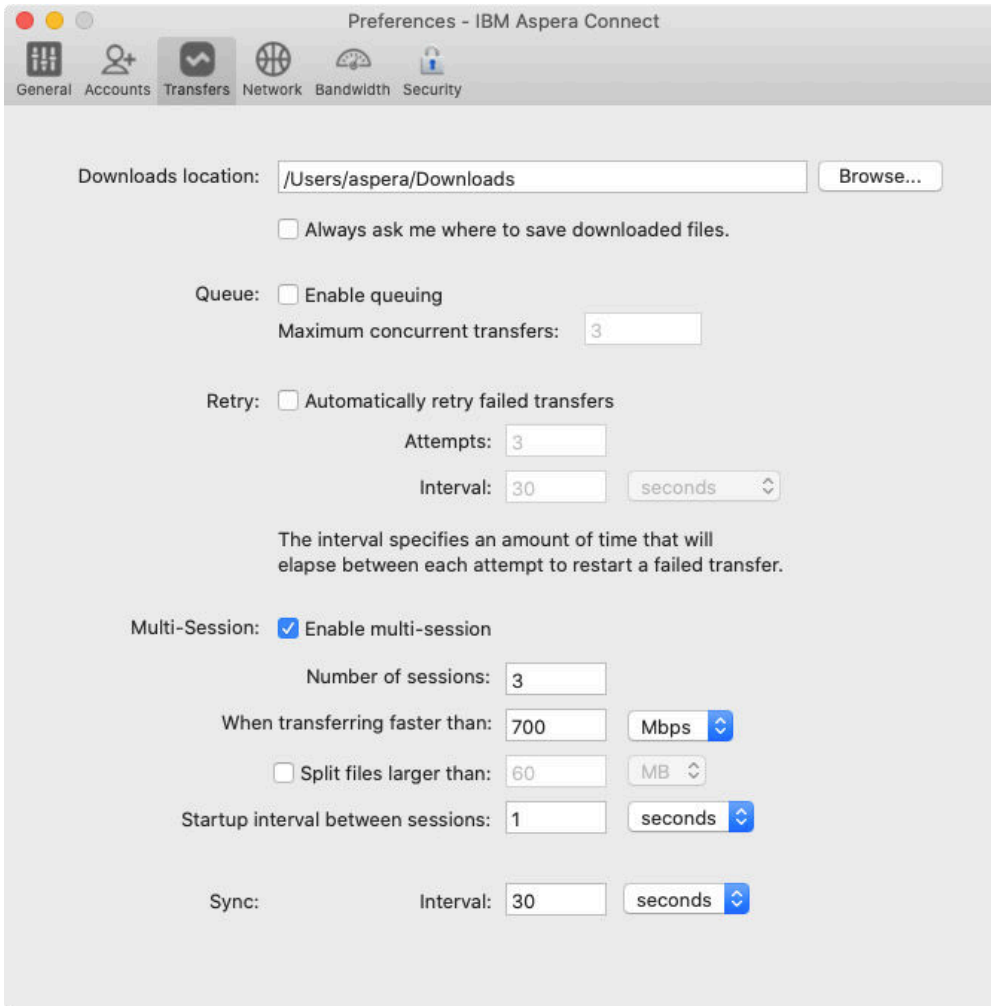 Preferences - IBM Aspera Connect
General Accounts Transfers Network Bandwidth Security
Downloads location: /Users/aspera/Downloads Browse...
Always ask me where to save downloaded files.
Queue: Enable queuing
Maximum concurrent transfers: 3
Retry: Automatically retry failed transfers
Attempts: 3
Interval: 30 seconds
The interval specifies an amount of time that will
elapse between each attempt to restart a failed transfer.
Multi-Session: Enable multi-session
Number of sessions: 3
When transferring faster than: 700 Mbps
Split files larger than: 60 MB
Startup interval between sessions: 1 seconds
Sync: Interval: 30 seconds